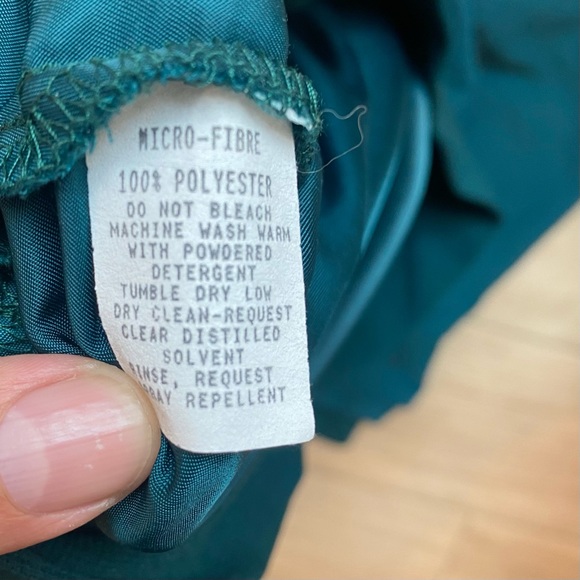 MICRO-FIBRE
100% POLYESTER
DO NOT BLEACH
MACHINE WASH WARM
WITH POWOERED
DETERGENT
TUMBLE DRY LOW
DRY CLEAN-REQUEST
CLEAR DISTILLED
SOLVENT
RINSE, REQUEST
REPELLENT